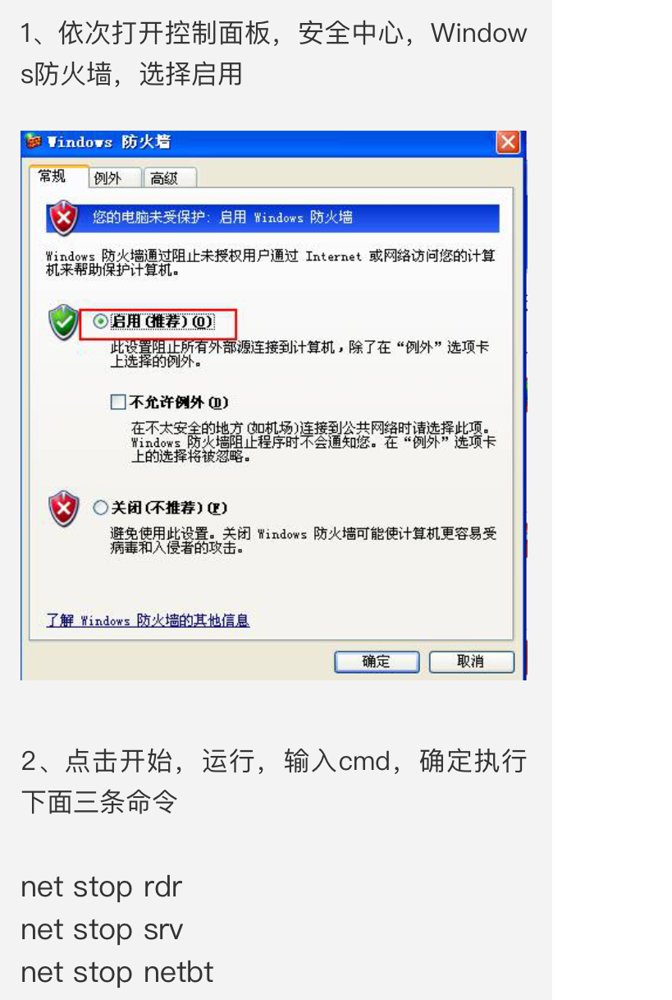 1、依次打开控制面板，安全中心，Window
s防火墙，选择启用
Windows 防火墙
常规 例外 高级
您的电脑未受保护：启用 Windows 防火墙
Windows 防火墙通过阻止未授权用户通过 Internet 或网络访问您的计算
机来帮助保护计算机。
启用(推荐)(O)
此设置阻止所有外部源连接到计算机，除了在“例外”选项卡
上选择的例外。
不允许例外(D)
在不太安全的地方(如机场)连接到公共网络时请选择此项。
Windows 防火墙阻止程序时不会通知您。在“例外”选项卡
上的选择将被忽略。
关闭(不推荐)(F)
避免使用此设置。关闭 Windows 防火墙可能使计算机更容易受
病毒和入侵者的攻击。
了解 Windows 防火墙的其他信息
确定 取消
2、点击开始，运行，输入cmd，确定执行
下面三条命令
net stop rdr
net stop srv
net stop netbt